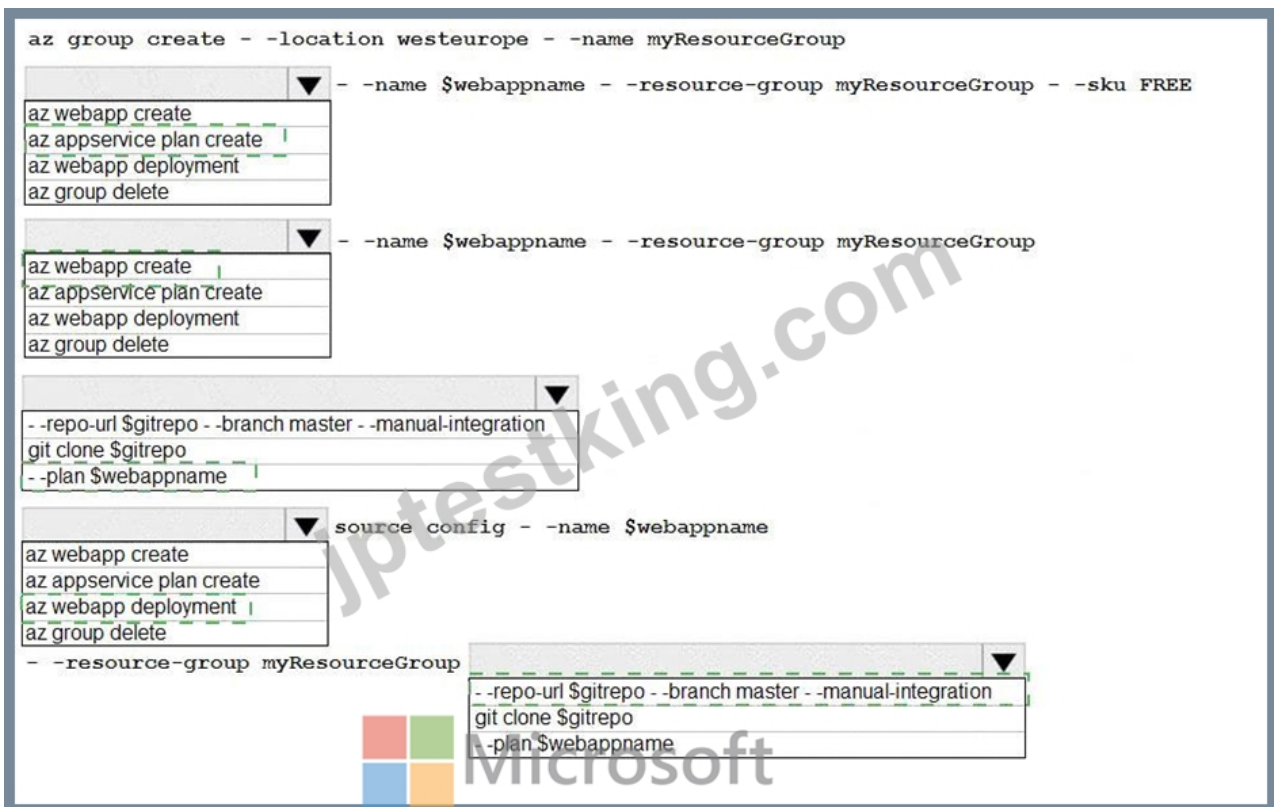 az group create - -location westeurope - -name myResourceGroup
- -name $webappname - -resource-group myResourceGroup - -sku FREE
az webapp create
az appservice plan create
az webapp deployment
az group delete
- -name $webappname - -resource-group myResourceGroup
az webapp create
az appservice plan create
az webapp deployment
az group delete
- -repo-url $gitrepo - -branch master - -manual-integration
git clone $gitrepo
- -plan $webappname
source config - -name $webappname
az webapp create
az appservice plan create
az webapp deployment
az group delete
- -resource-group myResourceGroup
- -repo-url $gitrepo - -branch master - -manual-integration
git clone $gitrepo
- -plan $webappname
jptestking.com
Microsoft